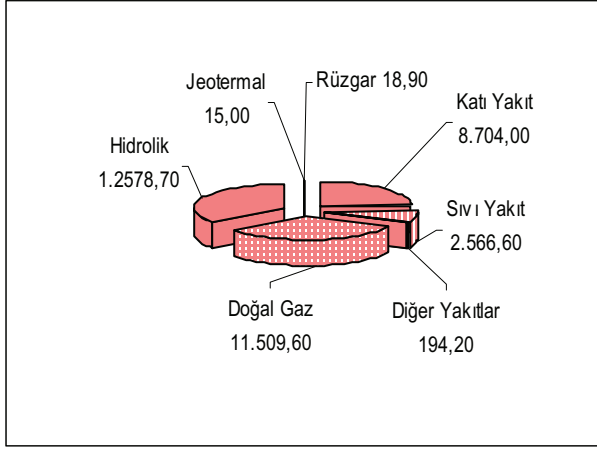 Jeotermal
15,00
Rüzgar 18,90
Katı Yakıt
8.704,00
Hidrolik
1.2578,70
Sıvı Yakıt
2.566,60
Doğal Gaz
11.509,60
Diğer Yakıtlar
194,20